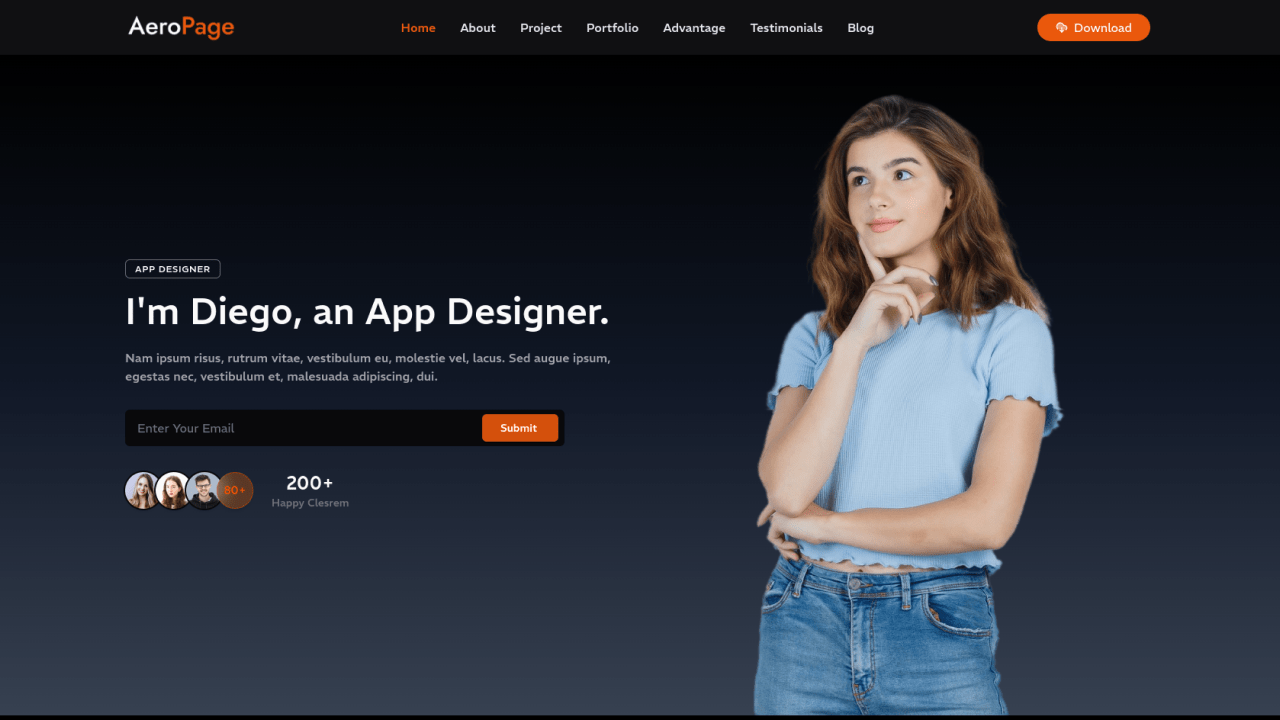 AeroPage
Home About Project Portfolio Advantage Testimonials Blog
Download
APP DESIGNER
I'm Diego, an App Designer.
Nam ipsum risus, rutrum vitae, vestibulum eu, molestie vel, lacus. Sed augue ipsum,
egestas nec, vestibulum et, malesuada adipiscing, dui.
Enter Your Email
Submit
80+
200+
Happy Clesrem